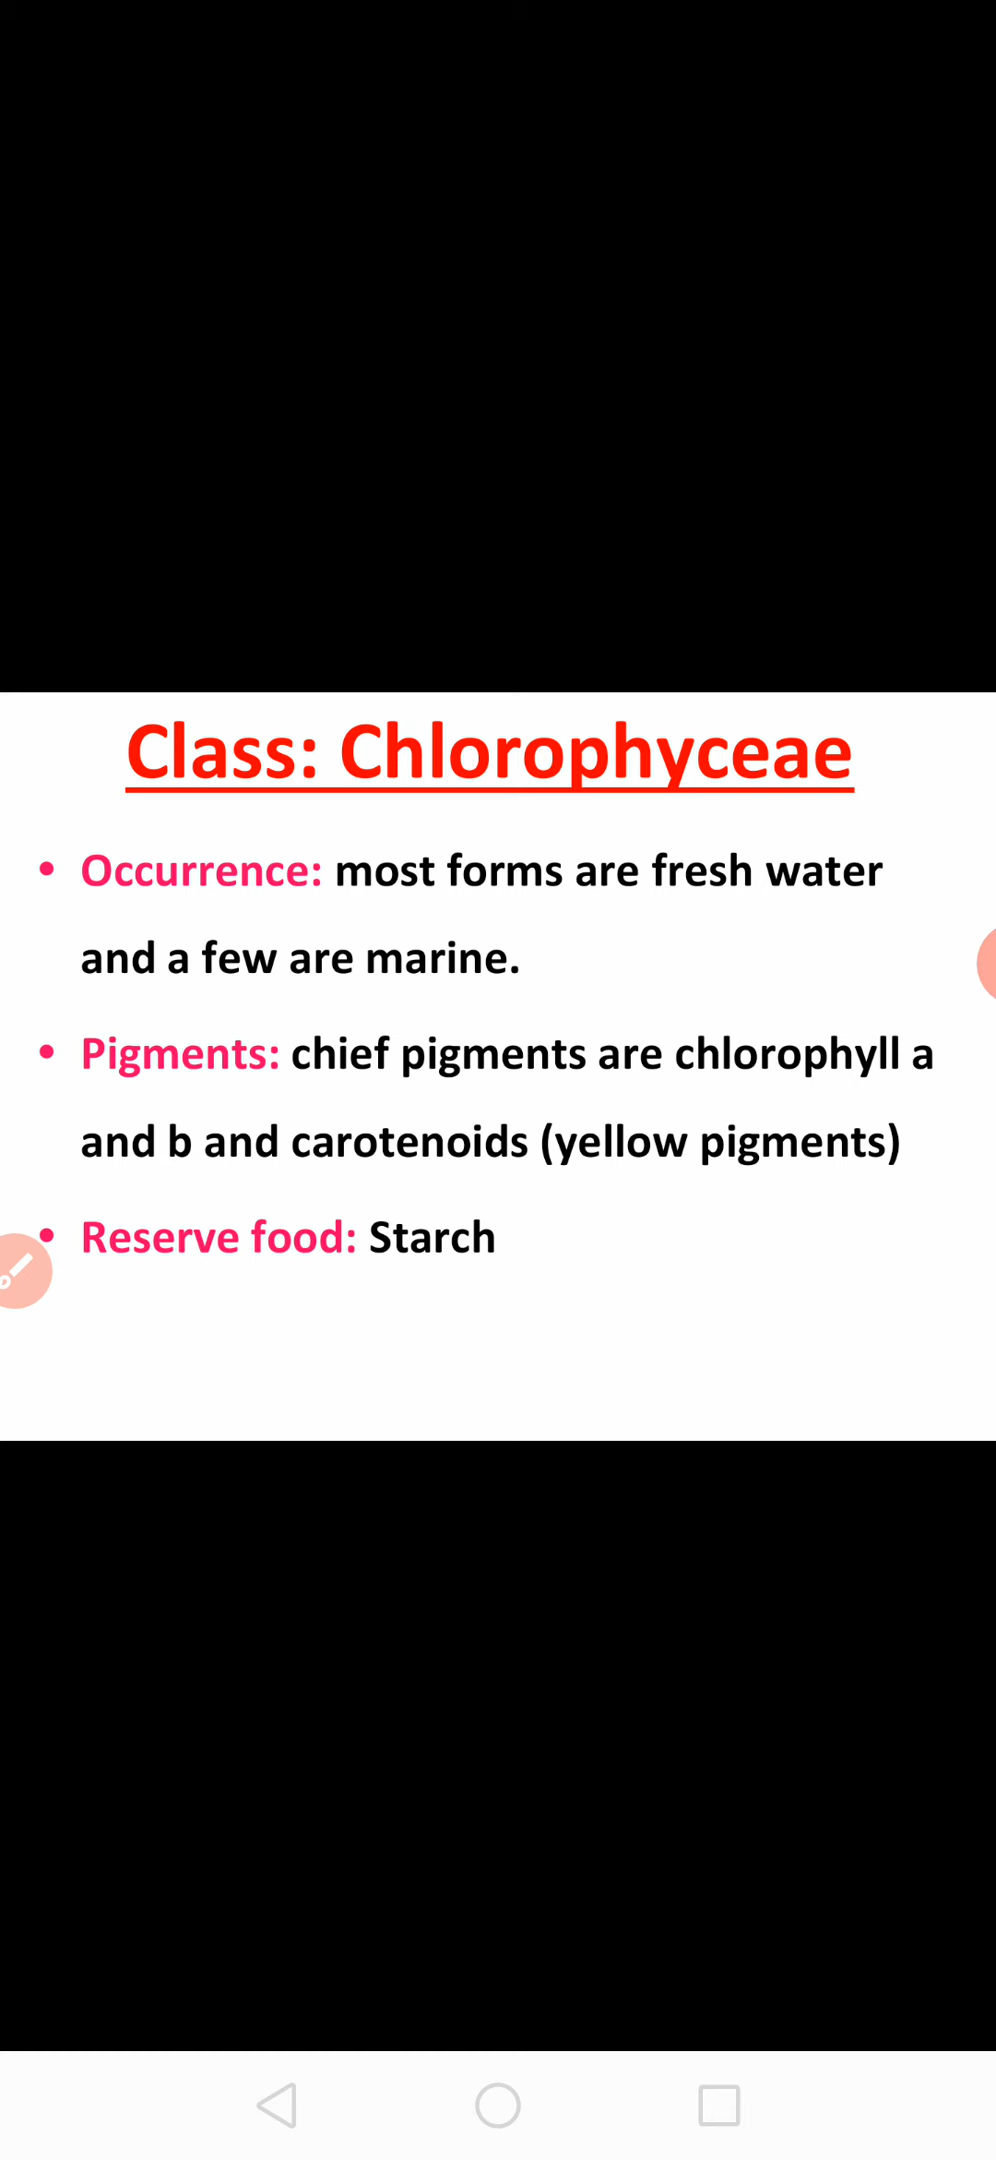 Class: Chlorophyceae
• Occurrence: most forms are fresh water
and a few are marine.
• Pigments: chief pigments are chlorophyll a
and b and carotenoids (yellow pigments)
• Reserve food: Starch